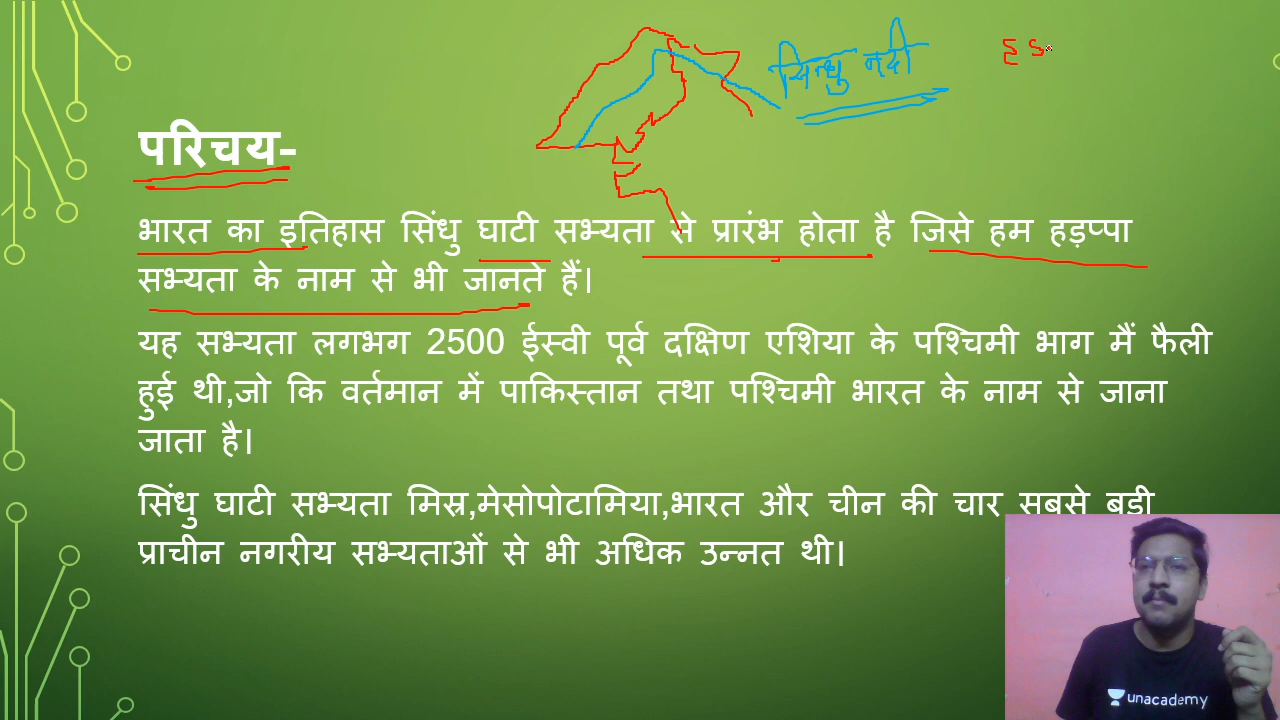 सिन्धु नदी
हड
परिचय-
भारत का इतिहास सिंधु घाटी सभ्यता से प्रारंभ होता है जिसे हम हड़प्पा
सभ्यता के नाम से भी जानते हैं।
यह सभ्यता लगभग 2500 ईस्वी पूर्व दक्षिण एशिया के पश्चिमी भाग मैं फैली
हुई थी,जो कि वर्तमान में पाकिस्तान तथा पश्चिमी भारत के नाम से जाना
जाता है।
सिंधु घाटी सभ्यता मिस्र,मेसोपोटामिया,भारत और चीन की चार सबसे बड़ी
प्राचीन नगरीय सभ्यताओं से भी अधिक उन्नत थी।
unacademy